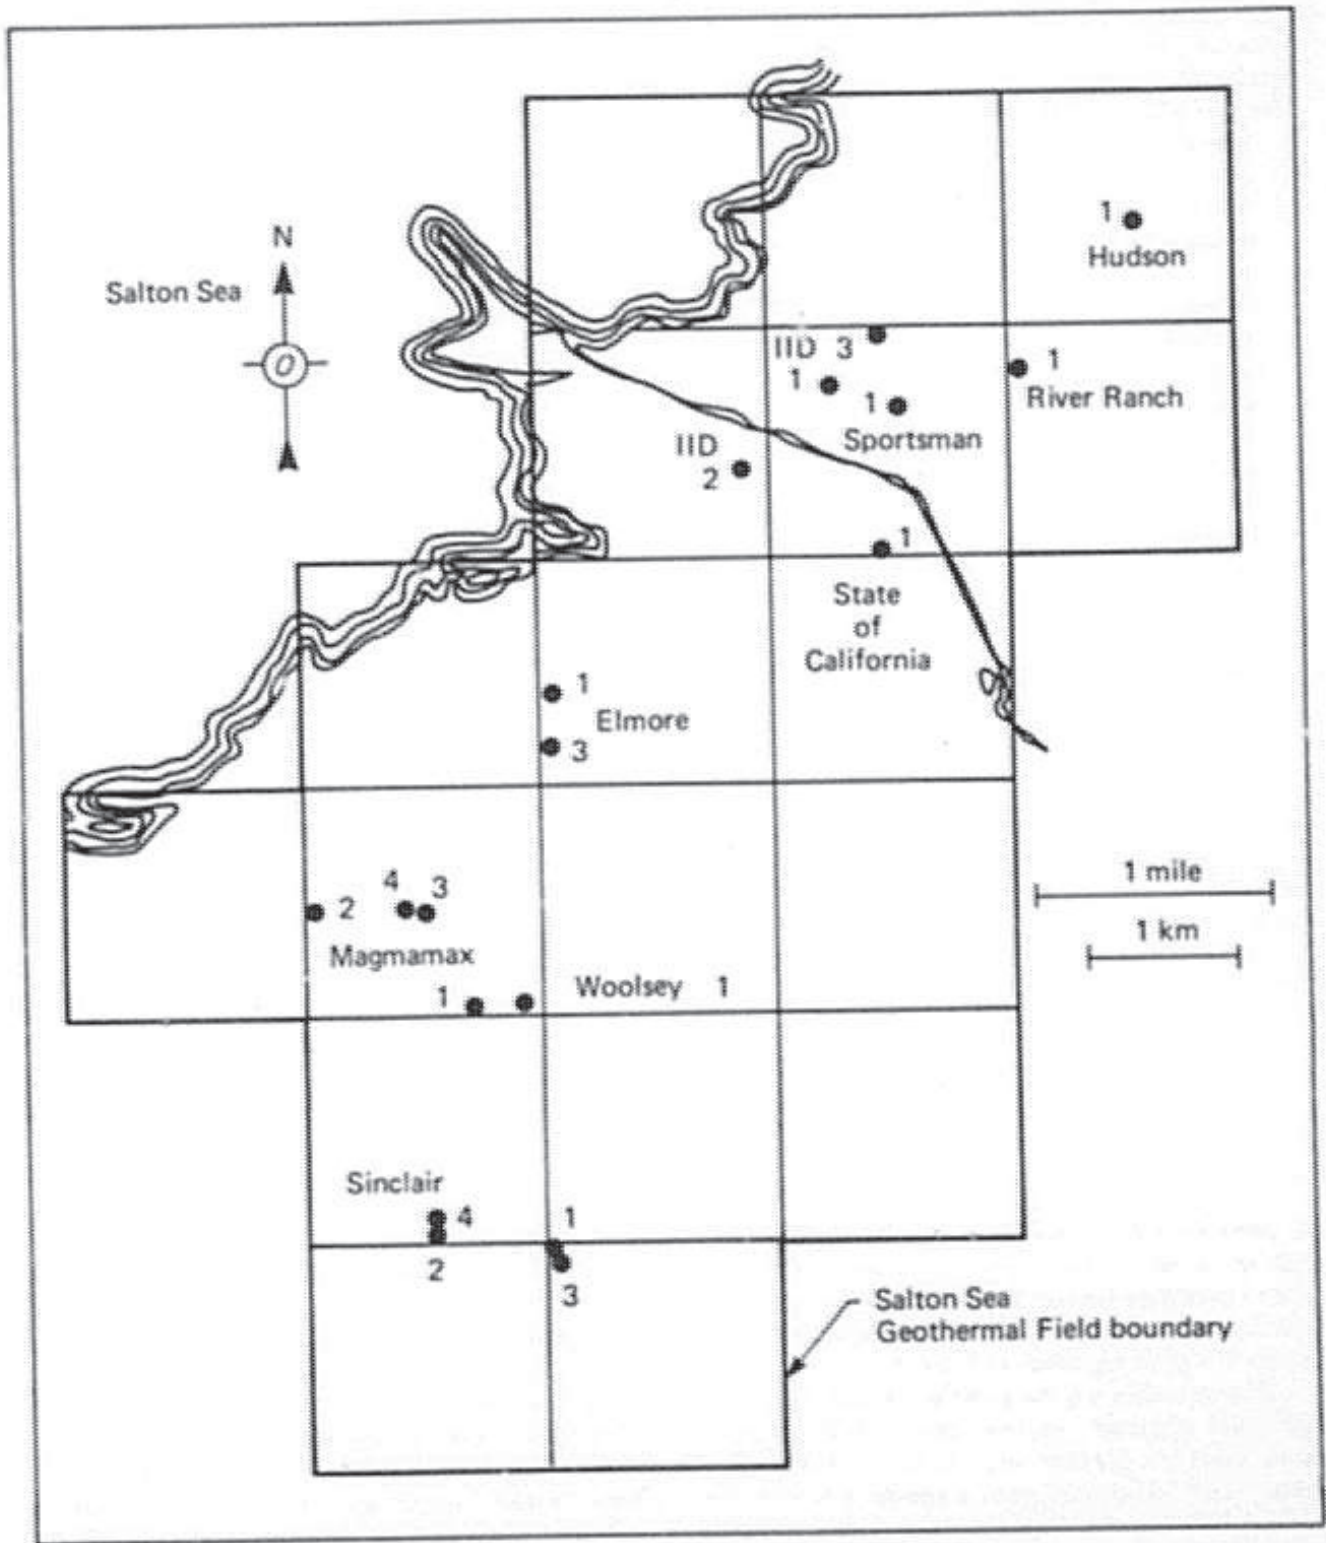 N
Salton Sea
O
1
Hudson
IID 3
1
1
Sportsman
1
River Ranch
IID
2
1
State
of
California
1
Elmore
3
4 3
2
Magmamax
1
Woolsey 1
1 mile
1 km
Sinclair
4
2
1
3
Salton Sea
Geothermal Field boundary